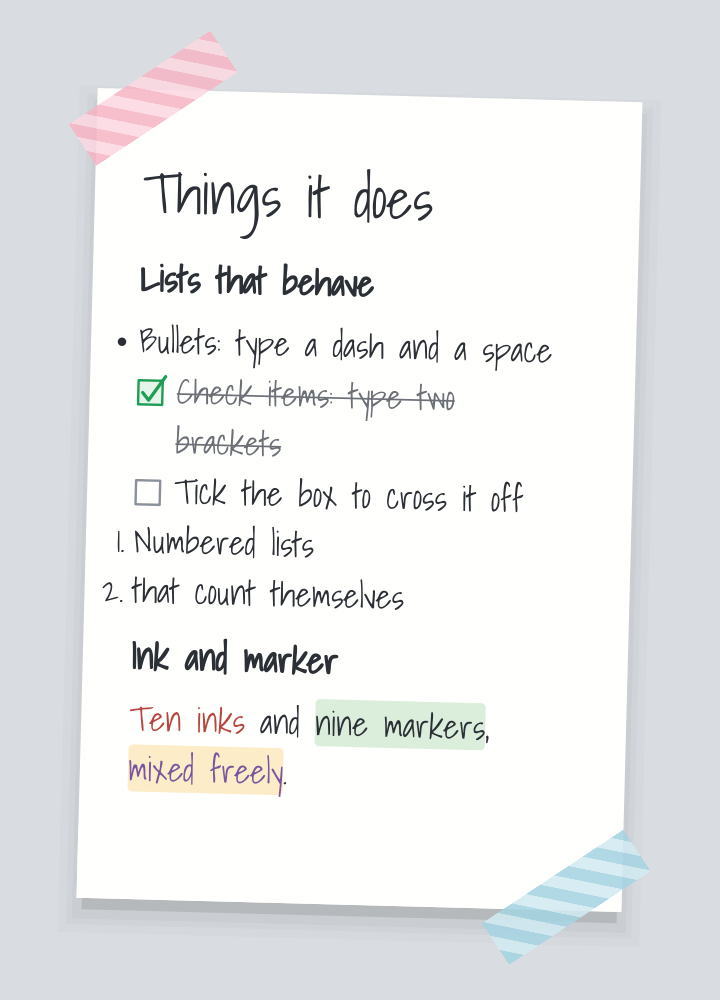 Things it does
Lists that behave
• Bullets: type a dash and a space
Check items: type two
brackets
Tick the box to cross it off
1. Numbered lists
2. that count themselves
Ink and marker
Ten inks and nine markers,
mixed freely.